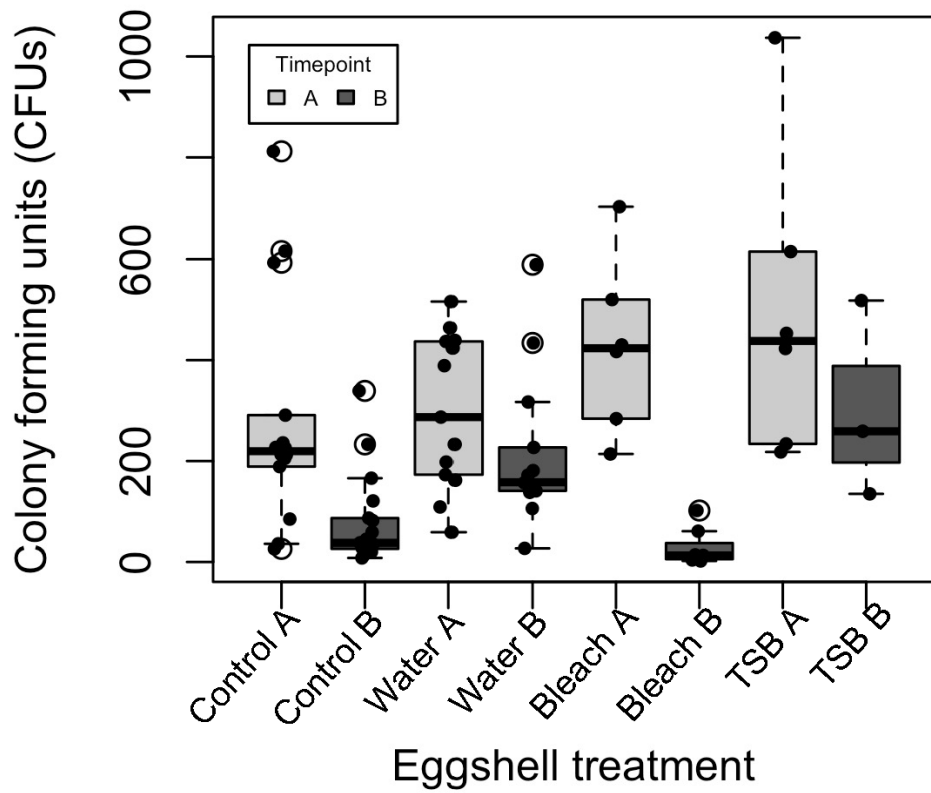 Colony forming units (CFUs)
1000
600
200
0
Timepoint
A B
Control A
Control B
Water A
Water B
Bleach A
Bleach B
TSB A
TSB B
Eggshell treatment